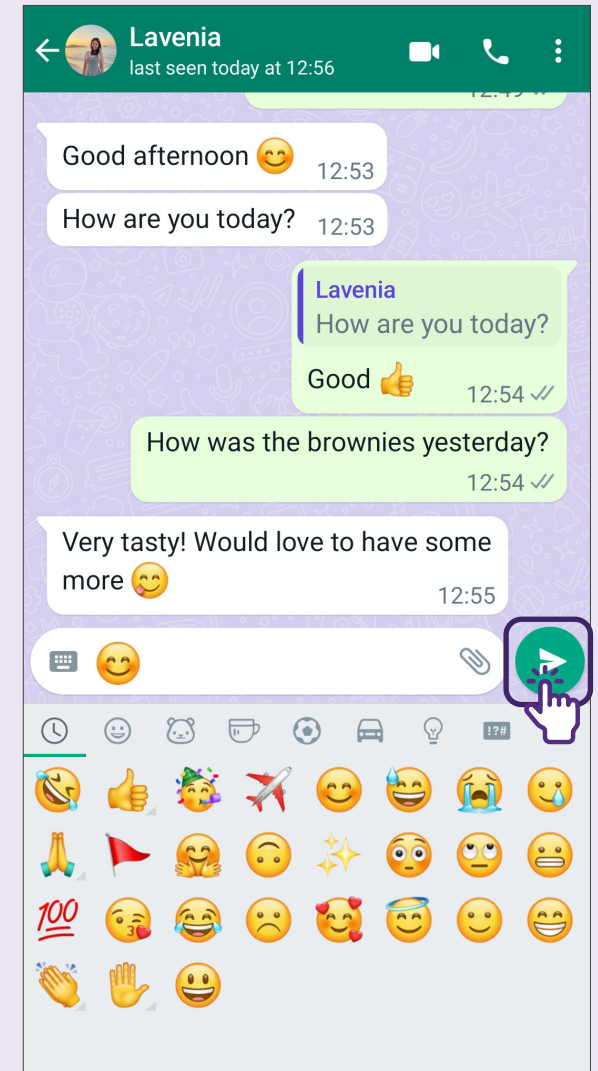 Lavenia
last seen today at 12:56
12:49
Good afternoon 😊 12:53
How are you today? 12:53
Lavenia
How are you today?
Good 👍 12:54
How was the brownies yesterday?
12:54
Very tasty! Would love to have some
more 😋 12:55
😊
!?#